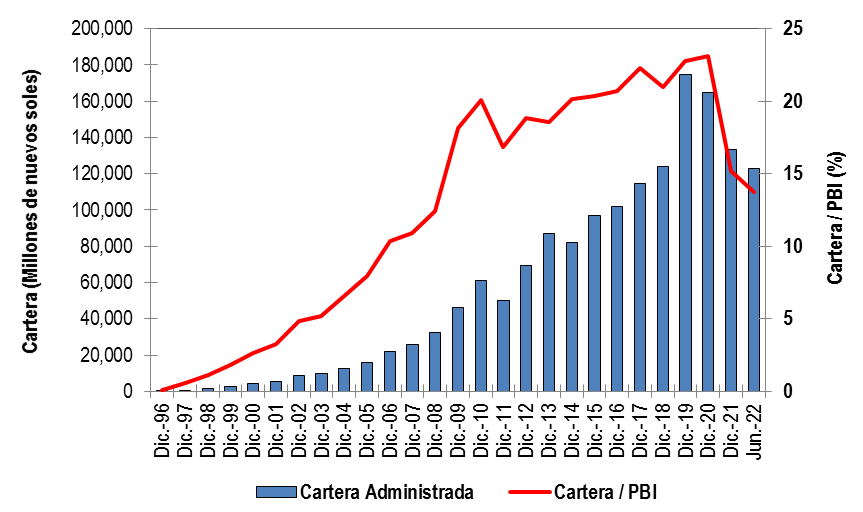 Cartera (Millones de nuevos soles)
200,000
180,000
160,000
140,000
120,000
100,000
80,000
60,000
40,000
20,000
0
25
20
15
10
5
0
Cartera / PBI (%)
Dic.-96
Dic.-97
Dic.-98
Dic.-99
Dic.-00
Dic.-01
Dic.-02
Dic.-03
Dic.-04
Dic.-05
Dic.-06
Dic.-07
Dic.-08
Dic.-09
Dic.-10
Dic.-11
Dic.-12
Dic.-13
Dic.-14
Dic.-15
Dic.-16
Dic.-17
Dic.-18
Dic.-19
Dic.-20
Dic.-21
Jun.-22
Cartera Administrada
Cartera / PBI